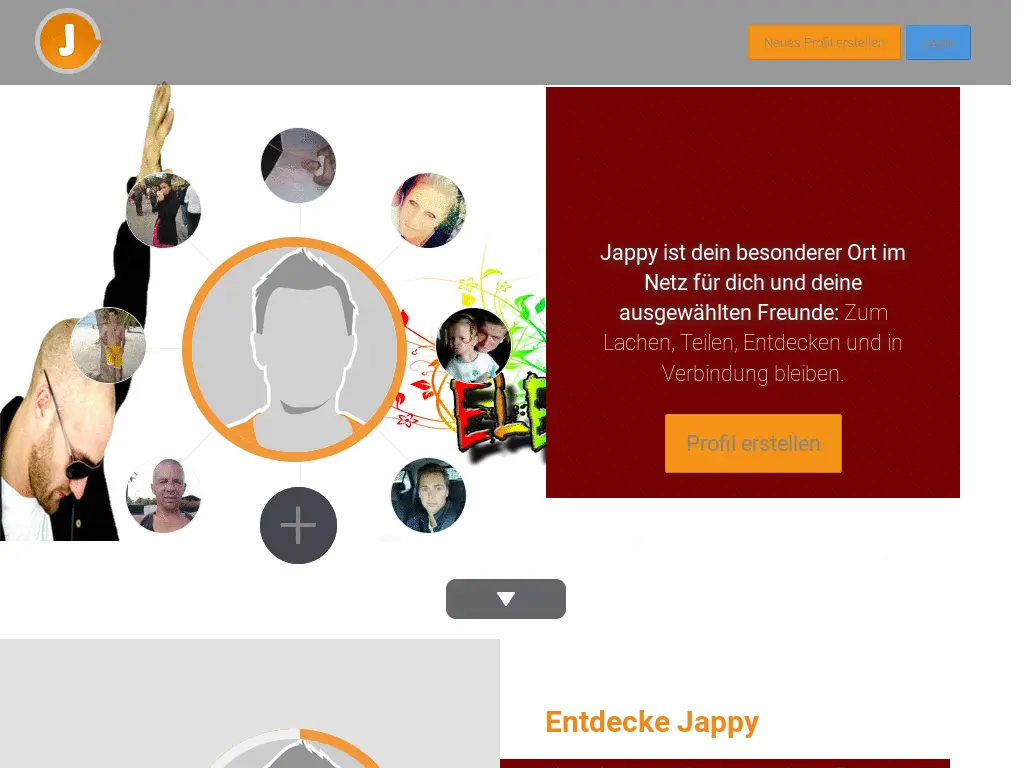 J
Neues Profil erstellen
Login
Jappy ist dein besonderer Ort im
Netz für dich und deine
ausgewählten Freunde: Zum
Lachen, Teilen, Entdecken und in
Verbindung bleiben.
ELE
Profil erstellen
Entdecke Jappy